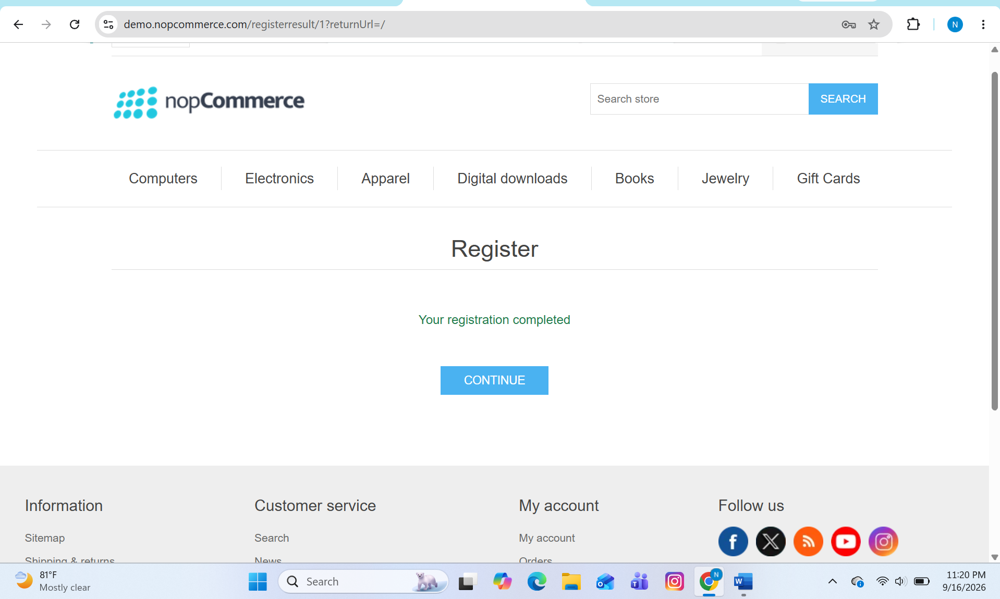 demo.nopcommerce.com/registerresult/1?returnUrl=/
N
nopCommerce
Search store
SEARCH
Computers
Electronics
Apparel
Digital downloads
Books
Jewelry
Gift Cards
Register
Your registration completed
CONTINUE
Information
Customer service
My account
Follow us
Sitemap
Search
My account
Shipping & returns
News
Orders
81°F
Mostly clear
Search
N
11:20 PM
9/16/2026